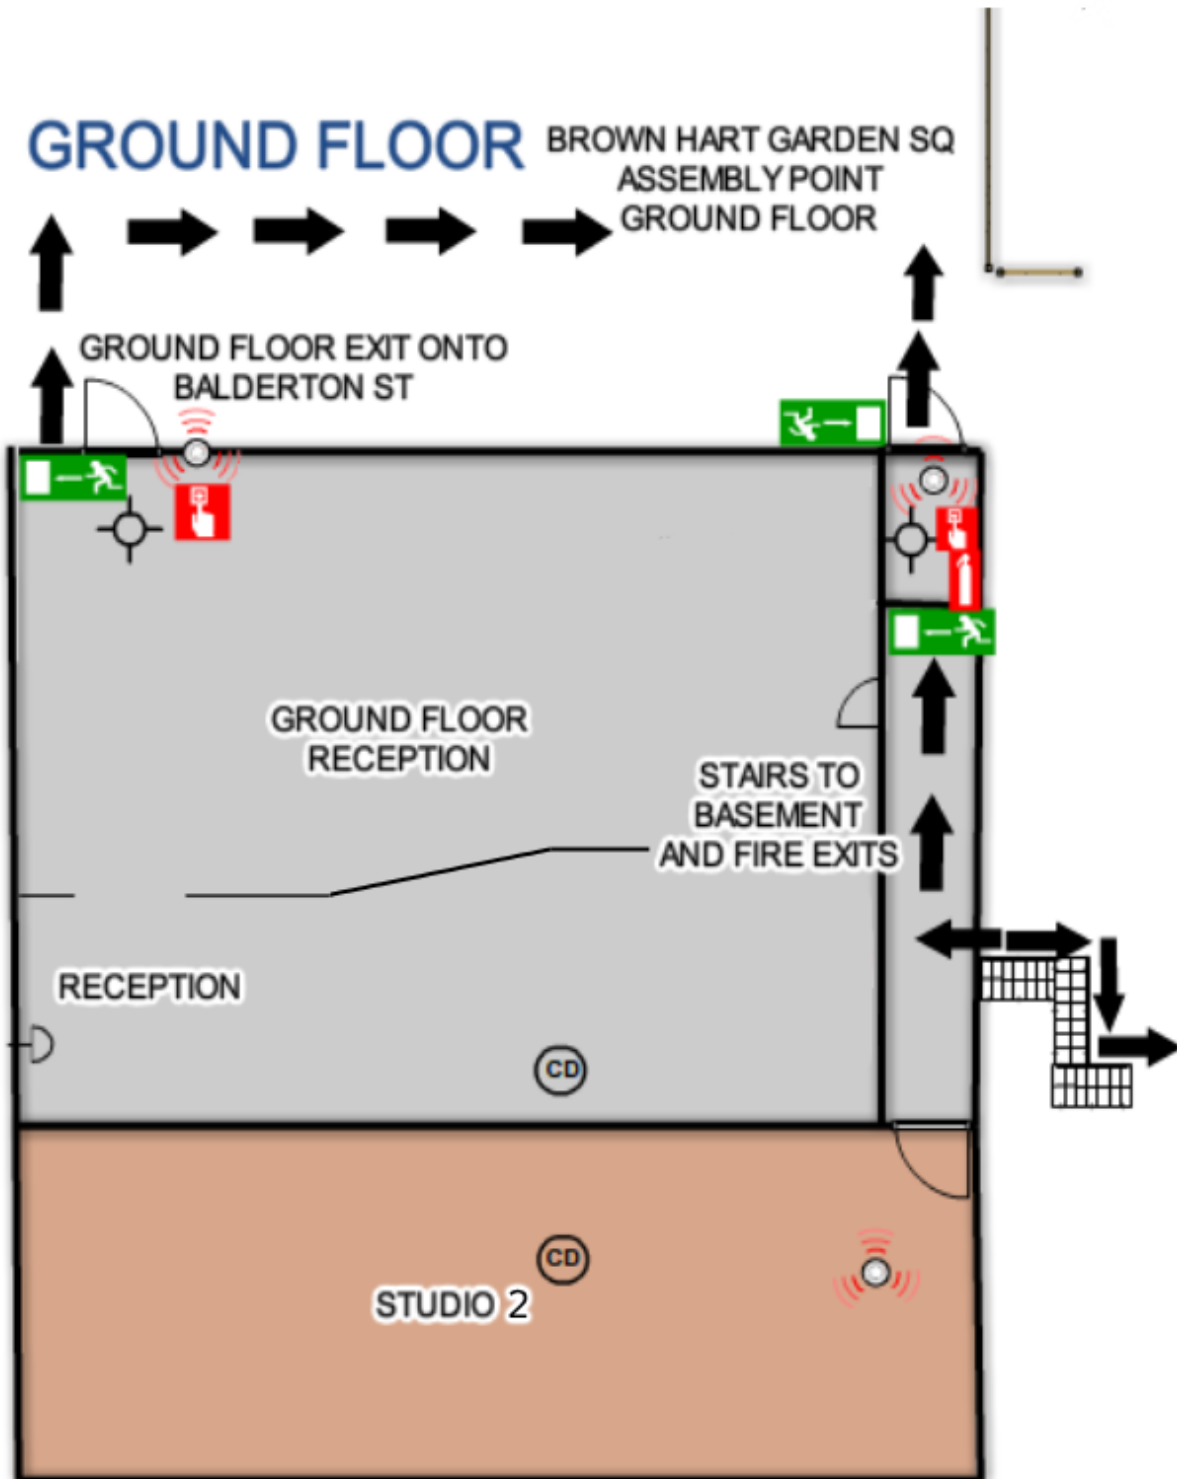 GROUND FLOOR
BROWN HART GARDEN SQ
ASSEMBLY POINT
GROUND FLOOR
GROUND FLOOR EXIT ONTO
BALDERTON ST
GROUND FLOOR
RECEPTION
STAIRS TO
BASEMENT
AND FIRE EXITS
RECEPTION
CD
CD
STUDIO 2